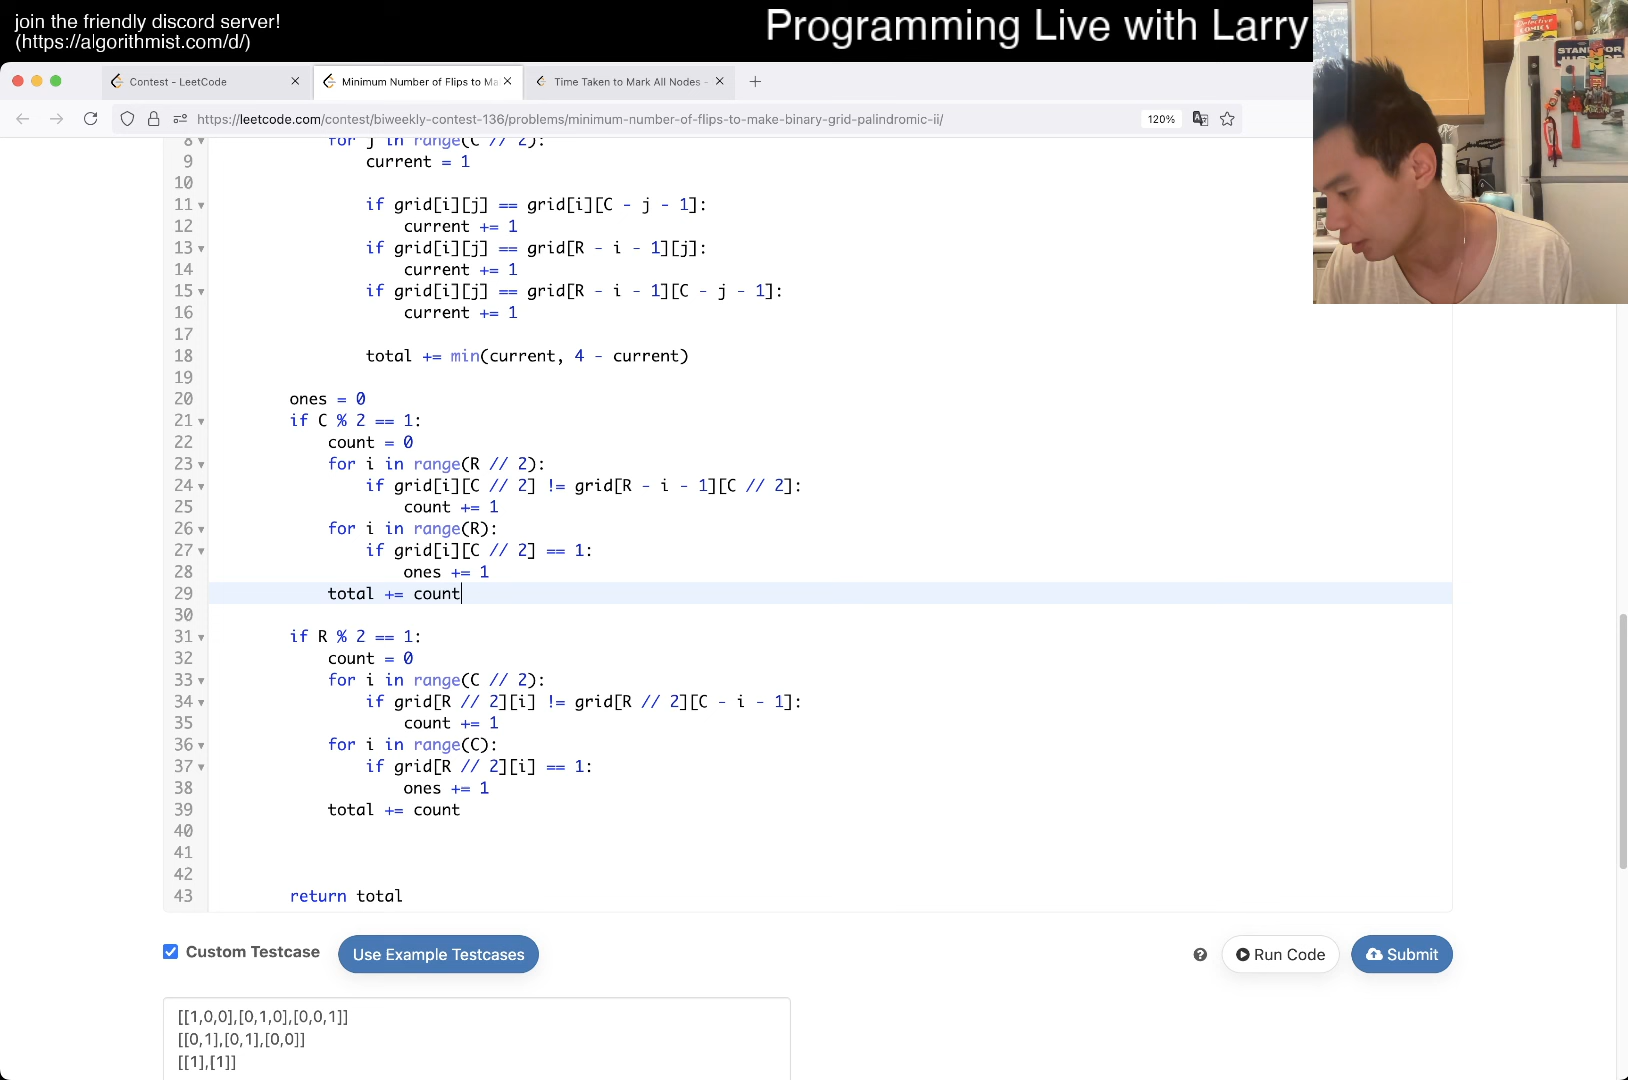 join the friendly discord server!
(https://algorithmist.com/d/)
Programming Live with Larry
Contest - LeetCode
Minimum Number of Flips to Ma
Time Taken to Mark All Nodes -
https://leetcode.com/contest/biweekly-contest-136/problems/minimum-number-of-flips-to-make-binary-grid-palindromic-ii/
120%
8 for j in range(C // 2):
9 current = 1
10
11 if grid[i][j] == grid[i][C - j - 1]:
12 current += 1
13 if grid[i][j] == grid[R - i - 1][j]:
14 current += 1
15 if grid[i][j] == grid[R - i - 1][C - j - 1]:
16 current += 1
17
18 total += min(current, 4 - current)
19
20 ones = 0
21 if C % 2 == 1:
22 count = 0
23 for i in range(R // 2):
24 if grid[i][C // 2] != grid[R - i - 1][C // 2]:
25 count += 1
26 for i in range(R):
27 if grid[i][C // 2] == 1:
28 ones += 1
29 total += count
30
31 if R % 2 == 1:
32 count = 0
33 for i in range(C // 2):
34 if grid[R // 2][i] != grid[R // 2][C - i - 1]:
35 count += 1
36 for i in range(C):
37 if grid[R // 2][i] == 1:
38 ones += 1
39 total += count
40
41
42
43 return total
Custom Testcase
Use Example Testcases
Run Code
Submit
[[1,0,0],[0,1,0],[0,0,1]]
[[0,1],[0,1],[0,0]]
[[1],[1]]